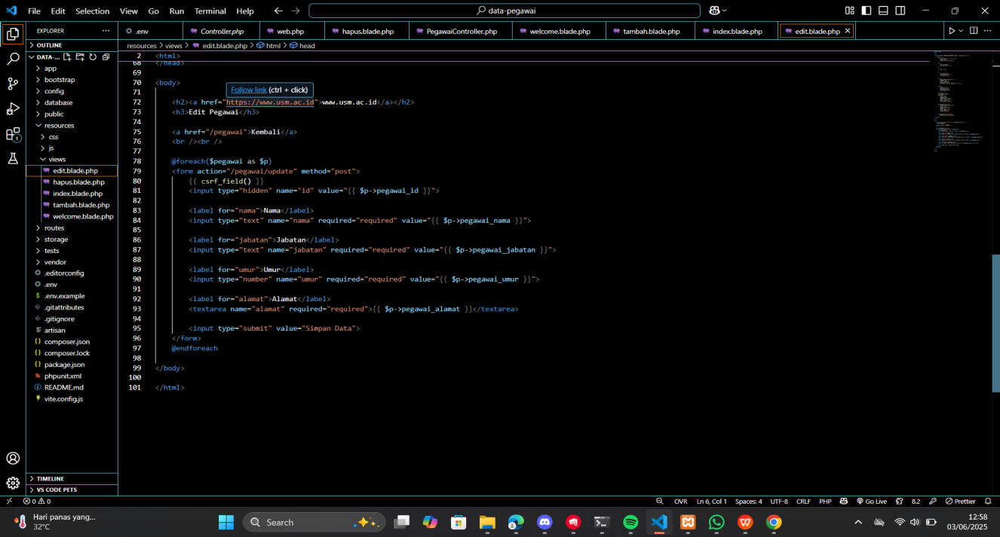 File Edit Selection View Go Run Terminal Help
data-pegawai
EXPLORER
OUTLINE
DATA-...
app
bootstrap
config
database
public
resources
css
js
views
edit.blade.php
hapus.blade.php
index.blade.php
tambah.blade.php
welcome.blade.php
routes
storage
tests
vendor
.editorconfig
.env
.env.example
.gitattributes
.gitignore
artisan
composer.json
composer.lock
package.json
phpunit.xml
README.md
vite.config.js
TIMELINE
VS CODE PETS
1
.env Controller.php web.php hapus.blade.php PegawaiController.php welcome.blade.php tambah.blade.php index.blade.php edit.blade.php
resources > views > edit.blade.php > html > head
2 <html>
68 </head>
69
70 <body>
71
Follow link (ctrl + click)
72 <h2><a href="https://www.usm.ac.id">www.usm.ac.id</a></h2>
73 <h3>Edit Pegawai</h3>
74
75 <a href="/pegawai">Kembali</a>
76 <br /><br />
77
78 @foreach($pegawai as $p)
79 <form action="/pegawai/update" method="post">
80 {{ csrf_field() }}
81 <input type="hidden" name="id" value="{{ $p->pegawai_id }}">
82
83 <label for="nama">Nama</label>
84 <input type="text" name="nama" required="required" value="{{ $p->pegawai_nama }}">
85
86 <label for="jabatan">Jabatan</label>
87 <input type="text" name="jabatan" required="required" value="{{ $p->pegawai_jabatan }}">
88
89 <label for="umur">Umur</label>
90 <input type="number" name="umur" required="required" value="{{ $p->pegawai_umur }}">
91
92 <label for="alamat">Alamat</label>
93 <textarea name="alamat" required="required">{{ $p->pegawai_alamat }}</textarea>
94
95 <input type="submit" value="Simpan Data">
96 </form>
97 @endforeach
98
99 </body>
100
101 </html>
0 0 OVR Ln 6, Col 1 Spaces: 4 UTF-8 CRLF PHP Go Live 8.2 Prettier
Hari panas yang...
32°C
Search
12:58
03/06/2025